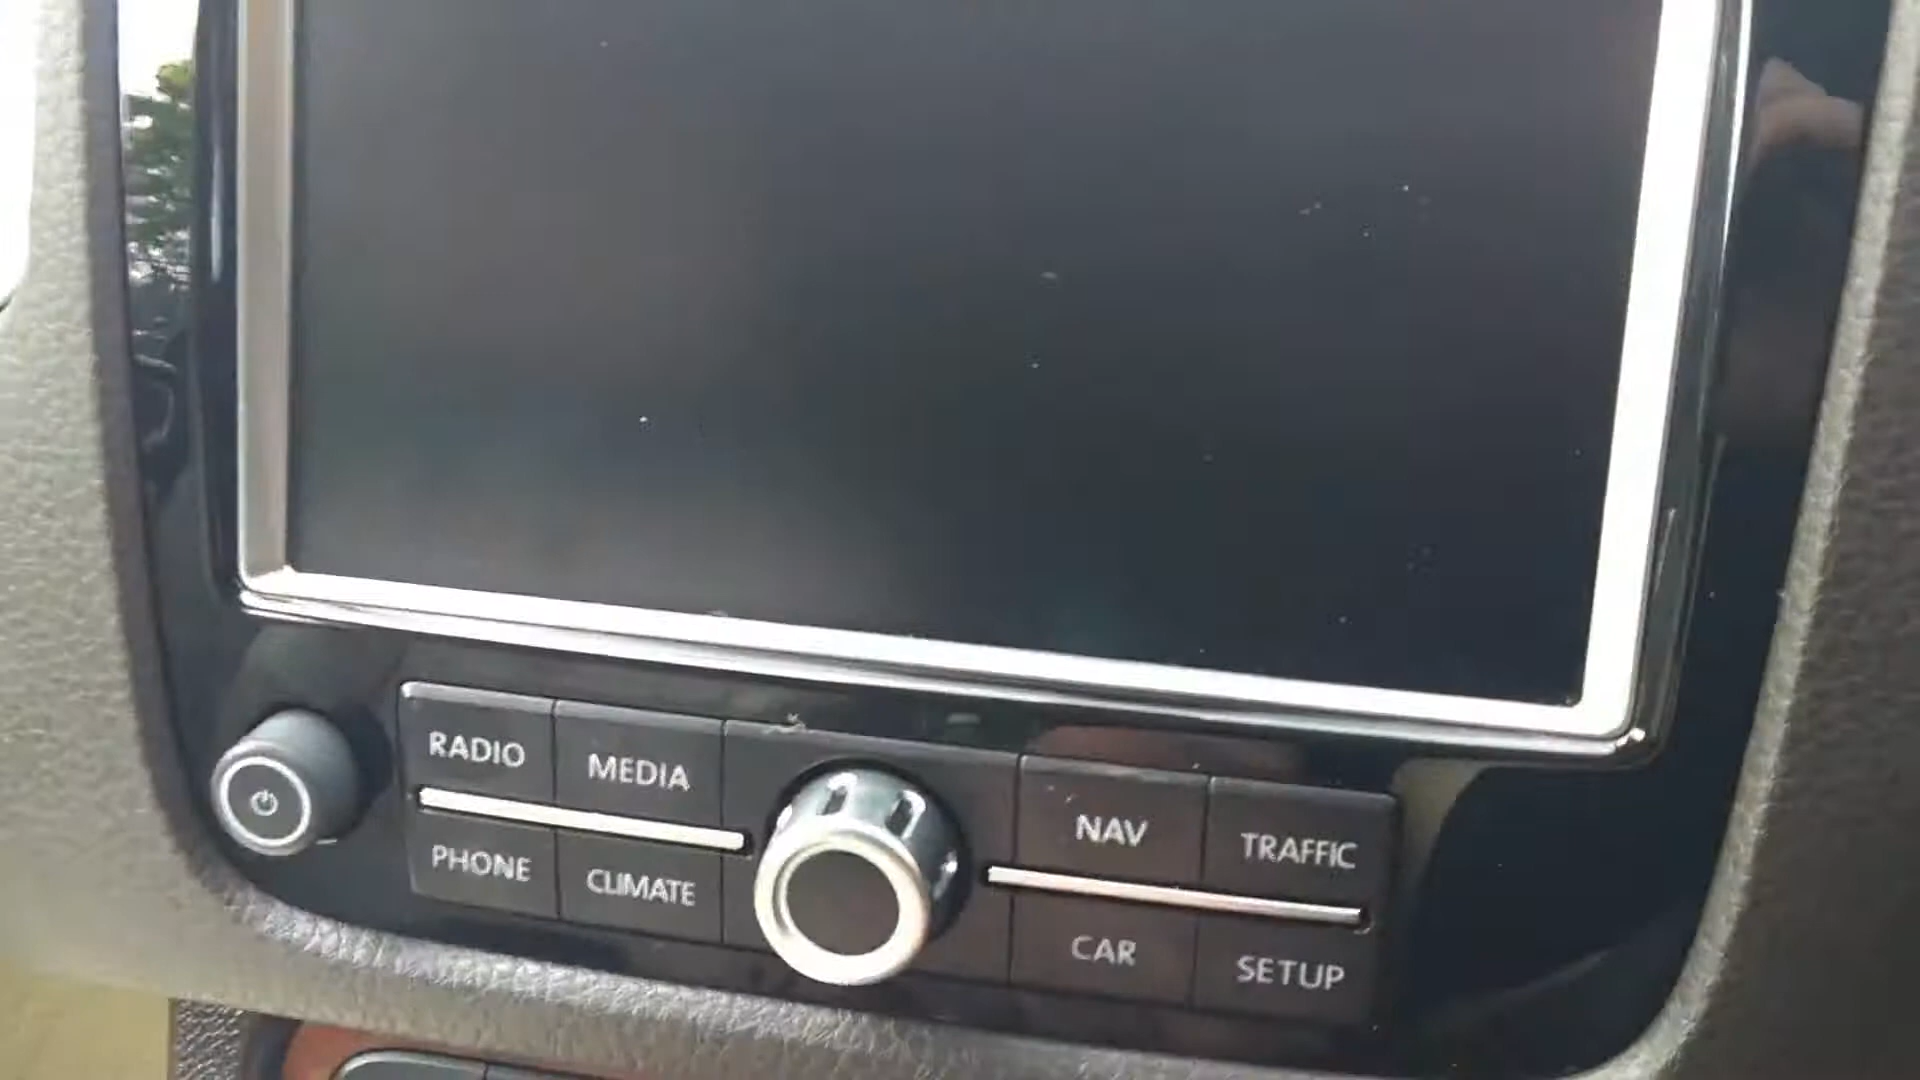 RADIO
MEDIA
NAV
TRAFFIC
PHONE
CLIMATE
CAR
SETUP